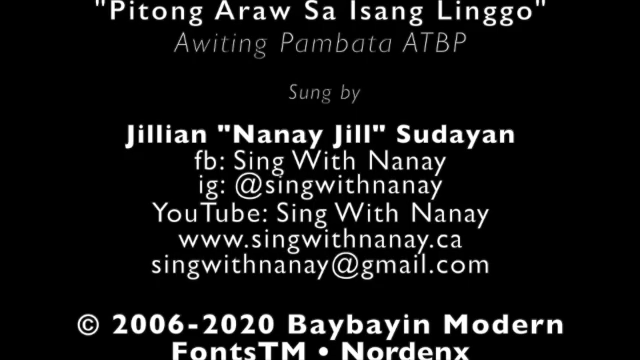 "Pitong Araw Sa Isang Linggo"
Awiting Pambata ATBP
Sung by
Jillian "Nanay Jill" Sudayan
fb: Sing With Nanay
ig: @singwithnanay
YouTube: Sing With Nanay
www.singwithnanay.ca
singwithnanay@gmail.com
© 2006-2020 Baybayin Modern
FontsTM • Nordenx